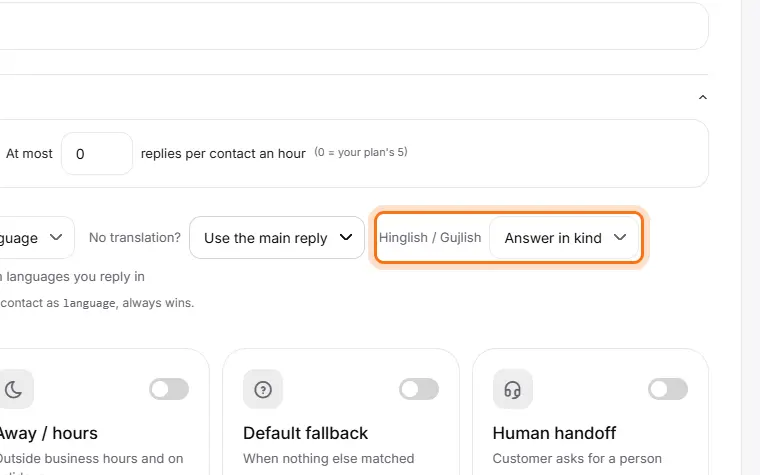 At most 0 replies per contact an hour (0 = your plan's 5)
guage No translation? Use the main reply Hinglish / Gujlish Answer in kind
languages you reply in
contact as language, always wins.
Away / hours Default fallback Human handoff
Outside business hours and on When nothing else matched Customer asks for a person